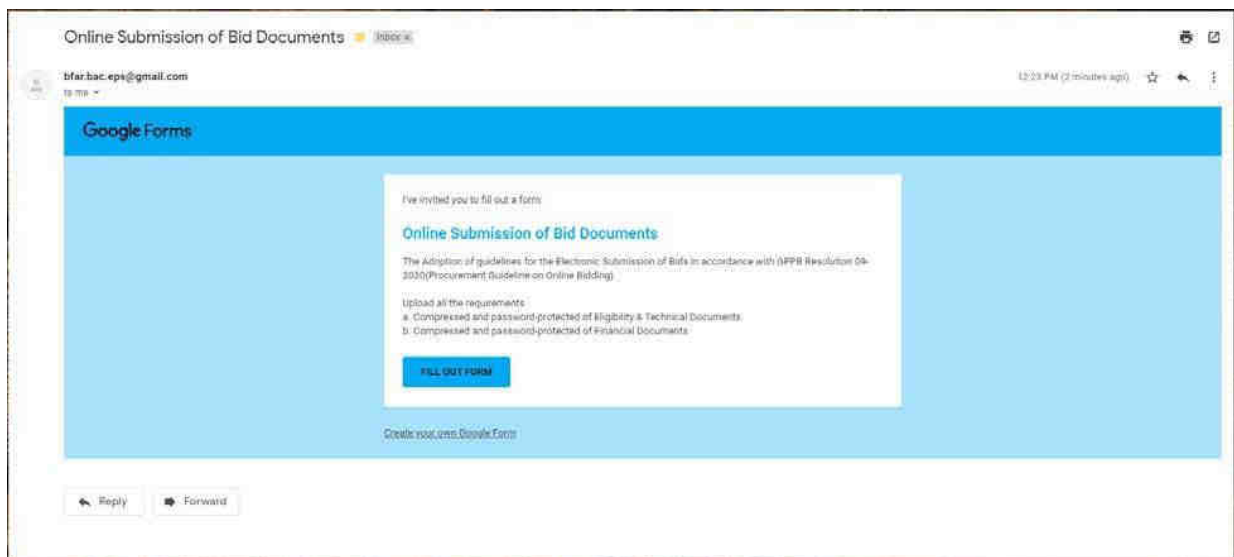 Online Submission of Bid Documents Inbox x
bfar.bac.eps@gmail.com
12:23 PM (2 minutes ago)
to me
Google Forms
I've invited you to fill out a form:
Online Submission of Bid Documents
The Adoption of guidelines for the Electronic Submission of Bids in accordance with GPPB Resolution 09-
2020(Procurement Guideline on Online Bidding)
Upload all the requirements
a. Compressed and password-protected of Eligibility & Technical Documents
b. Compressed and password-protected of Financial Documents
FILL OUT FORM
Create your own Google Form
Reply
Forward